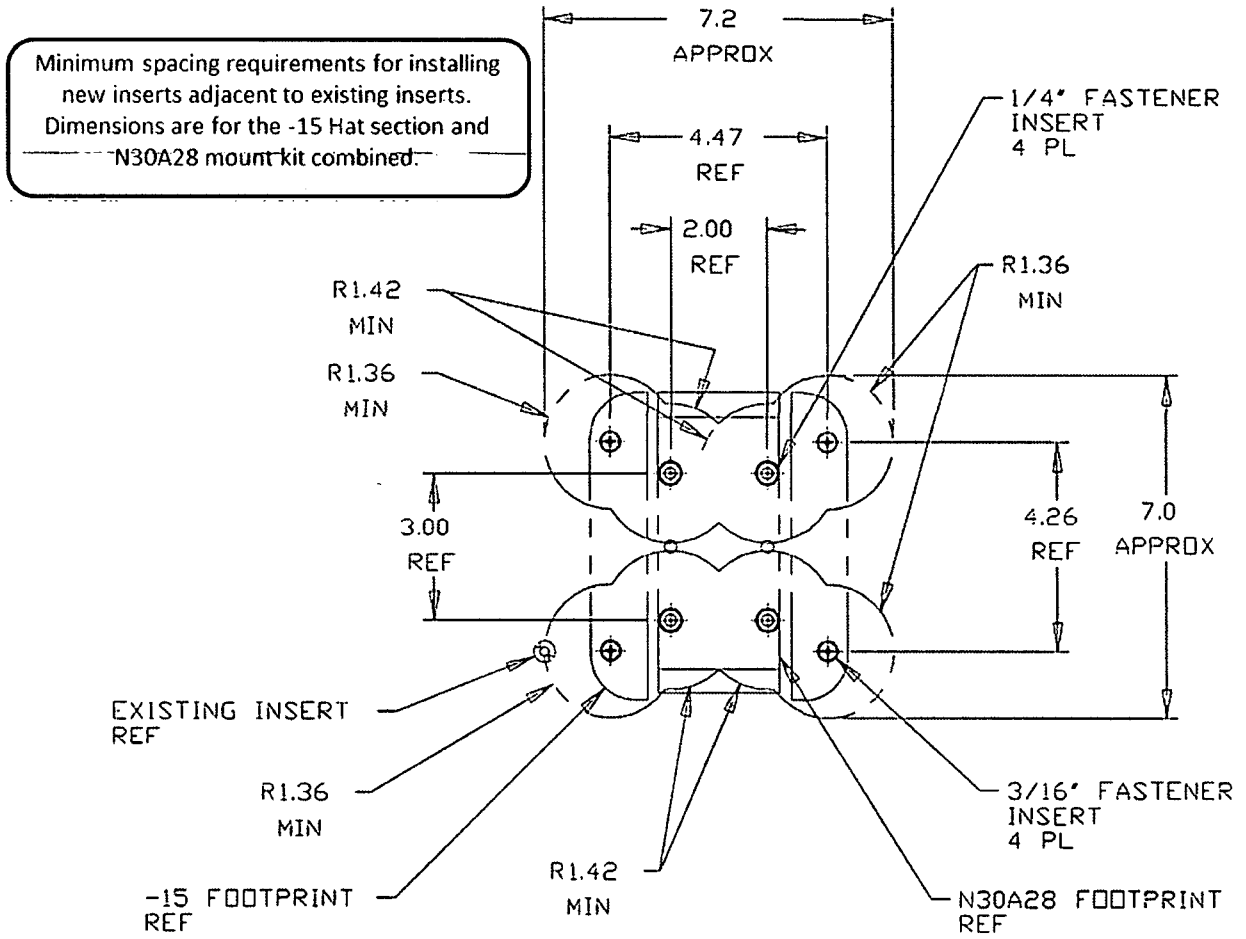 Minimum spacing requirements for installing
new inserts adjacent to existing inserts.
Dimensions are for the -15 Hat section and
N30A28 mount kit combined.
7.2
APPROX
1/4" FASTENER
INSERT
4 PL
4.47
REF
2.00
REF
R1.42
MIN
R1.36
MIN
R1.36
MIN
3.00
REF
4.26
REF
7.0
APPROX
EXISTING INSERT
REF
R1.36
MIN
3/16" FASTENER
INSERT
4 PL
R1.42
MIN
-15 FOOTPRINT
REF
N30A28 FOOTPRINT
REF